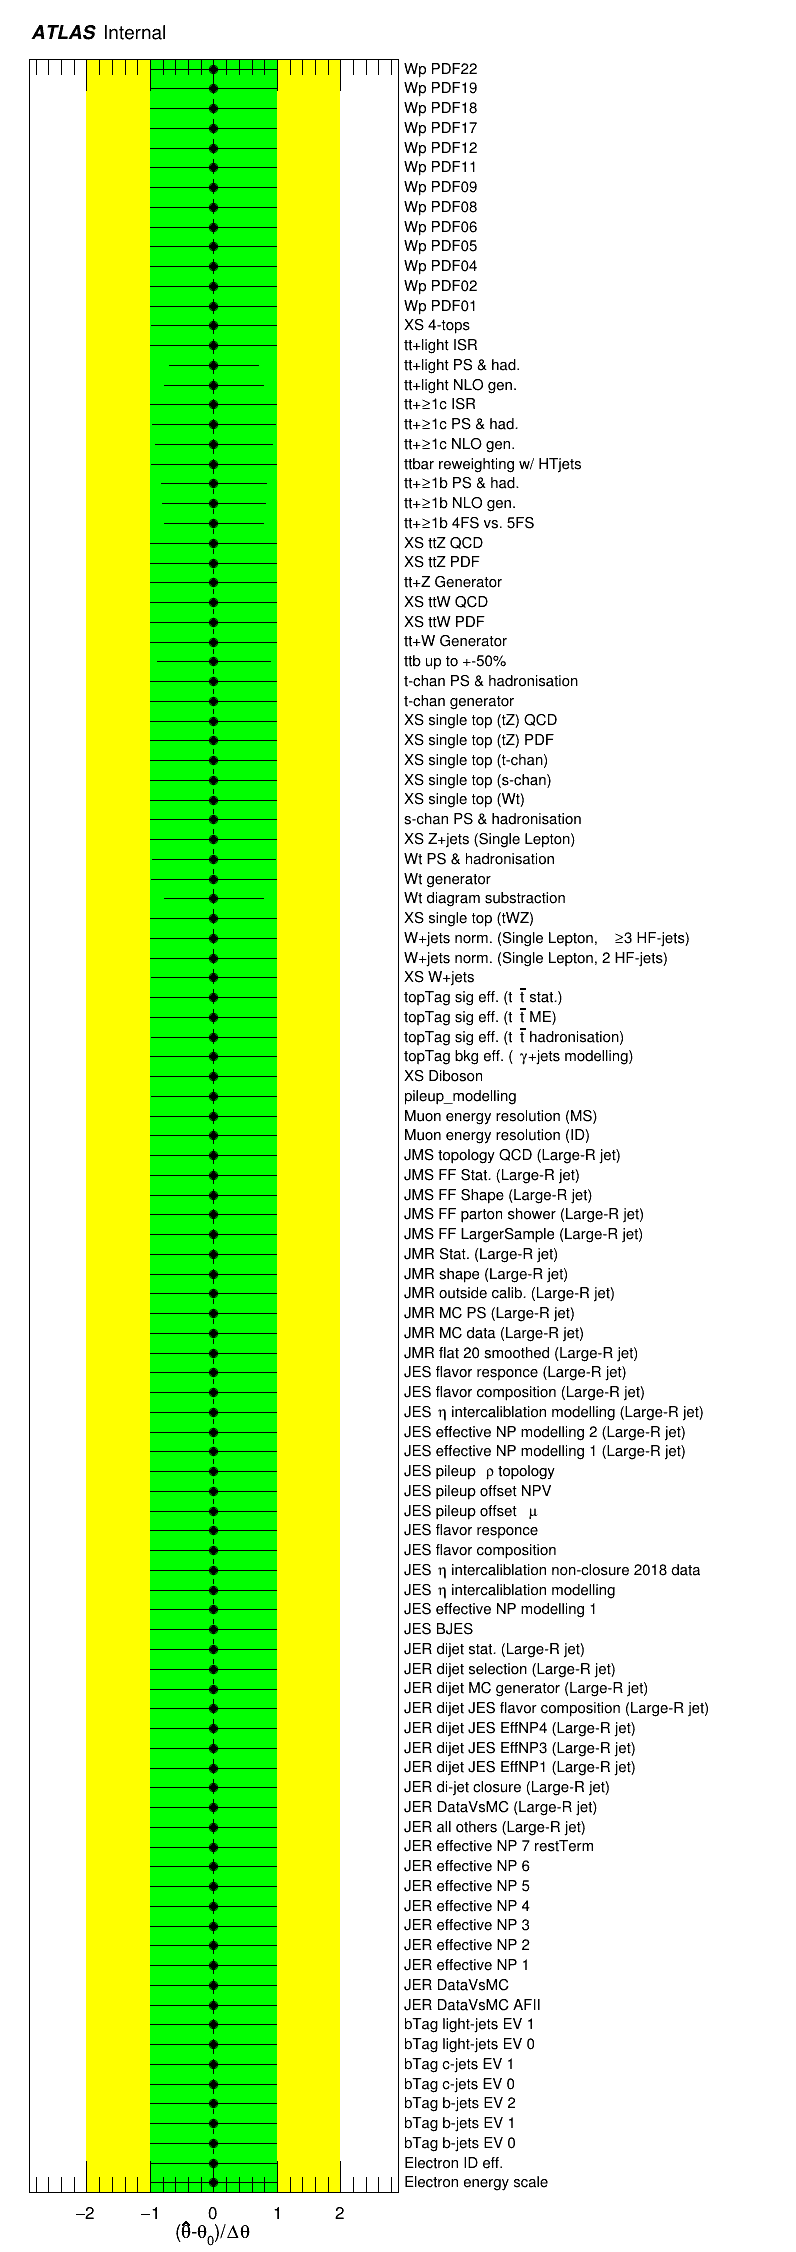 ATLAS Internal
Wp PDF22
Wp PDF19
Wp PDF18
Wp PDF17
Wp PDF12
Wp PDF11
Wp PDF09
Wp PDF08
Wp PDF06
Wp PDF05
Wp PDF04
Wp PDF02
Wp PDF01
XS 4-tops
tt+light ISR
tt+light PS & had.
tt+light NLO gen.
tt+≥1c ISR
tt+≥1c PS & had.
tt+≥1c NLO gen.
ttbar reweighting w/ HTjets
tt+≥1b PS & had.
tt+≥1b NLO gen.
tt+≥1b 4FS vs. 5FS
XS ttZ QCD
XS ttZ PDF
tt+Z Generator
XS ttW QCD
XS ttW PDF
tt+W Generator
ttb up to +-50%
t-chan PS & hadronisation
t-chan generator
XS single top (tZ) QCD
XS single top (tZ) PDF
XS single top (t-chan)
XS single top (s-chan)
XS single top (Wt)
s-chan PS & hadronisation
XS Z+jets (Single Lepton)
Wt PS & hadronisation
Wt generator
Wt diagram substraction
XS single top (tWZ)
W+jets norm. (Single Lepton, ≥3 HF-jets)
W+jets norm. (Single Lepton, 2 HF-jets)
XS W+jets
topTag sig eff. (t t̄ stat.)
topTag sig eff. (t t̄ ME)
topTag sig eff. (t t̄ hadronisation)
topTag bkg eff. ( γ+jets modelling)
XS Diboson
pileup_modelling
Muon energy resolution (MS)
Muon energy resolution (ID)
JMS topology QCD (Large-R jet)
JMS FF Stat. (Large-R jet)
JMS FF Shape (Large-R jet)
JMS FF parton shower (Large-R jet)
JMS FF LargerSample (Large-R jet)
JMR Stat. (Large-R jet)
JMR shape (Large-R jet)
JMR outside calib. (Large-R jet)
JMR MC PS (Large-R jet)
JMR MC data (Large-R jet)
JMR flat 20 smoothed (Large-R jet)
JES flavor responce (Large-R jet)
JES flavor composition (Large-R jet)
JES η intercaliblation modelling (Large-R jet)
JES effective NP modelling 2 (Large-R jet)
JES effective NP modelling 1 (Large-R jet)
JES pileup ρ topology
JES pileup offset NPV
JES pileup offset μ
JES flavor responce
JES flavor composition
JES η intercaliblation non-closure 2018 data
JES η intercaliblation modelling
JES effective NP modelling 1
JES BJES
JER dijet stat. (Large-R jet)
JER dijet selection (Large-R jet)
JER dijet MC generator (Large-R jet)
JER dijet JES flavor composition (Large-R jet)
JER dijet JES EffNP4 (Large-R jet)
JER dijet JES EffNP3 (Large-R jet)
JER dijet JES EffNP1 (Large-R jet)
JER di-jet closure (Large-R jet)
JER DataVsMC (Large-R jet)
JER all others (Large-R jet)
JER effective NP 7 restTerm
JER effective NP 6
JER effective NP 5
JER effective NP 4
JER effective NP 3
JER effective NP 2
JER effective NP 1
JER DataVsMC
JER DataVsMC AFII
bTag light-jets EV 1
bTag light-jets EV 0
bTag c-jets EV 1
bTag c-jets EV 0
bTag b-jets EV 2
bTag b-jets EV 1
bTag b-jets EV 0
Electron ID eff.
Electron energy scale
−2 −1 0 1 2
(θ̂-θ₀)/Δθ